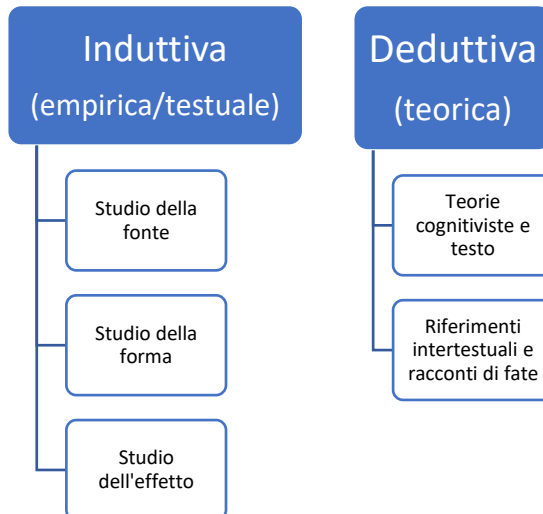 Induttiva
(empirica/testuale)
Studio della
fonte
Studio della
forma
Studio
dell'effetto
Deduttiva
(teorica)
Teorie
cognitiviste e
testo
Riferimenti
intertestuali e
racconti di fate